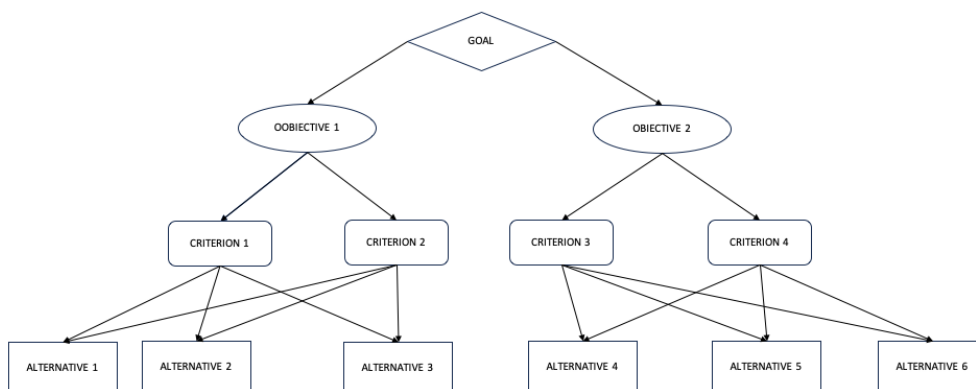 GOAL
OOBIECTIVE 1
OBIECTIVE 2
CRITERION 1
CRITERION 2
CRITERION 3
CRITERION 4
ALTERNATIVE 1
ALTERNATIVE 2
ALTERNATIVE 3
ALTERNATIVE 4
ALTERNATIVE 5
ALTERNATIVE 6